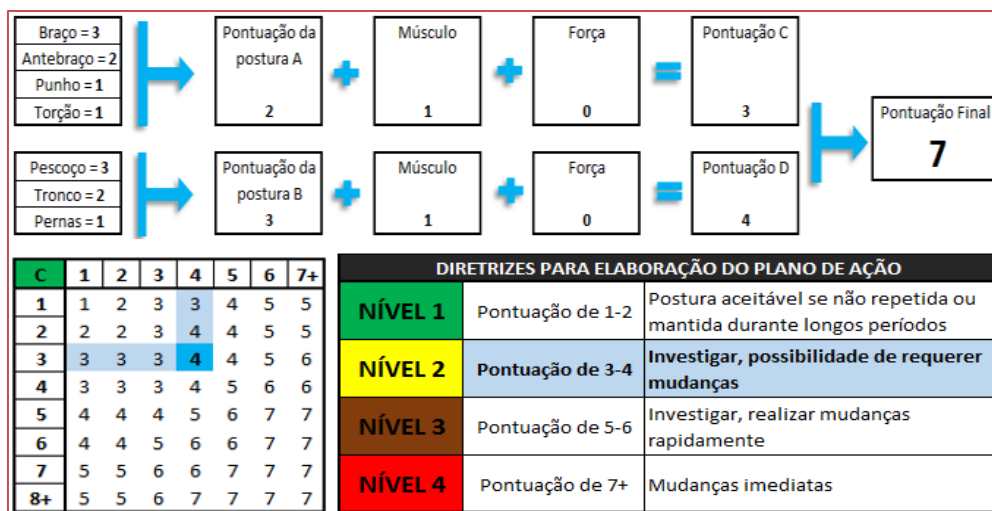 Braço = 3
Antebraço = 2
Punho = 1
Torção = 1
Pontuação da
postura A
2
Músculo
1
Força
0
Pontuação C
3
Pontuação Final
7
Pescoço = 3
Tronco = 2
Pernas = 1
Pontuação da
postura B
3
Músculo
1
Força
0
Pontuação D
4
C 1 2 3 4 5 6 7+
1 1 2 3 3 4 5 5
2 2 2 3 4 4 5 5
3 3 3 3 4 4 5 6
4 3 3 3 4 5 6 6
5 4 4 4 5 6 7 7
6 4 4 5 6 6 7 7
7 5 5 6 6 7 7 7
8+ 5 5 6 7 7 7 7
DIRETRIZES PARA ELABORAÇÃO DO PLANO DE AÇÃO
NÍVEL 1 Pontuação de 1-2 Postura aceitável se não repetida ou
mantida durante longos períodos
NÍVEL 2 Pontuação de 3-4 Investigar, possibilidade de requerer
mudanças
NÍVEL 3 Pontuação de 5-6 Investigar, realizar mudanças
rapidamente
NÍVEL 4 Pontuação de 7+ Mudanças imediatas